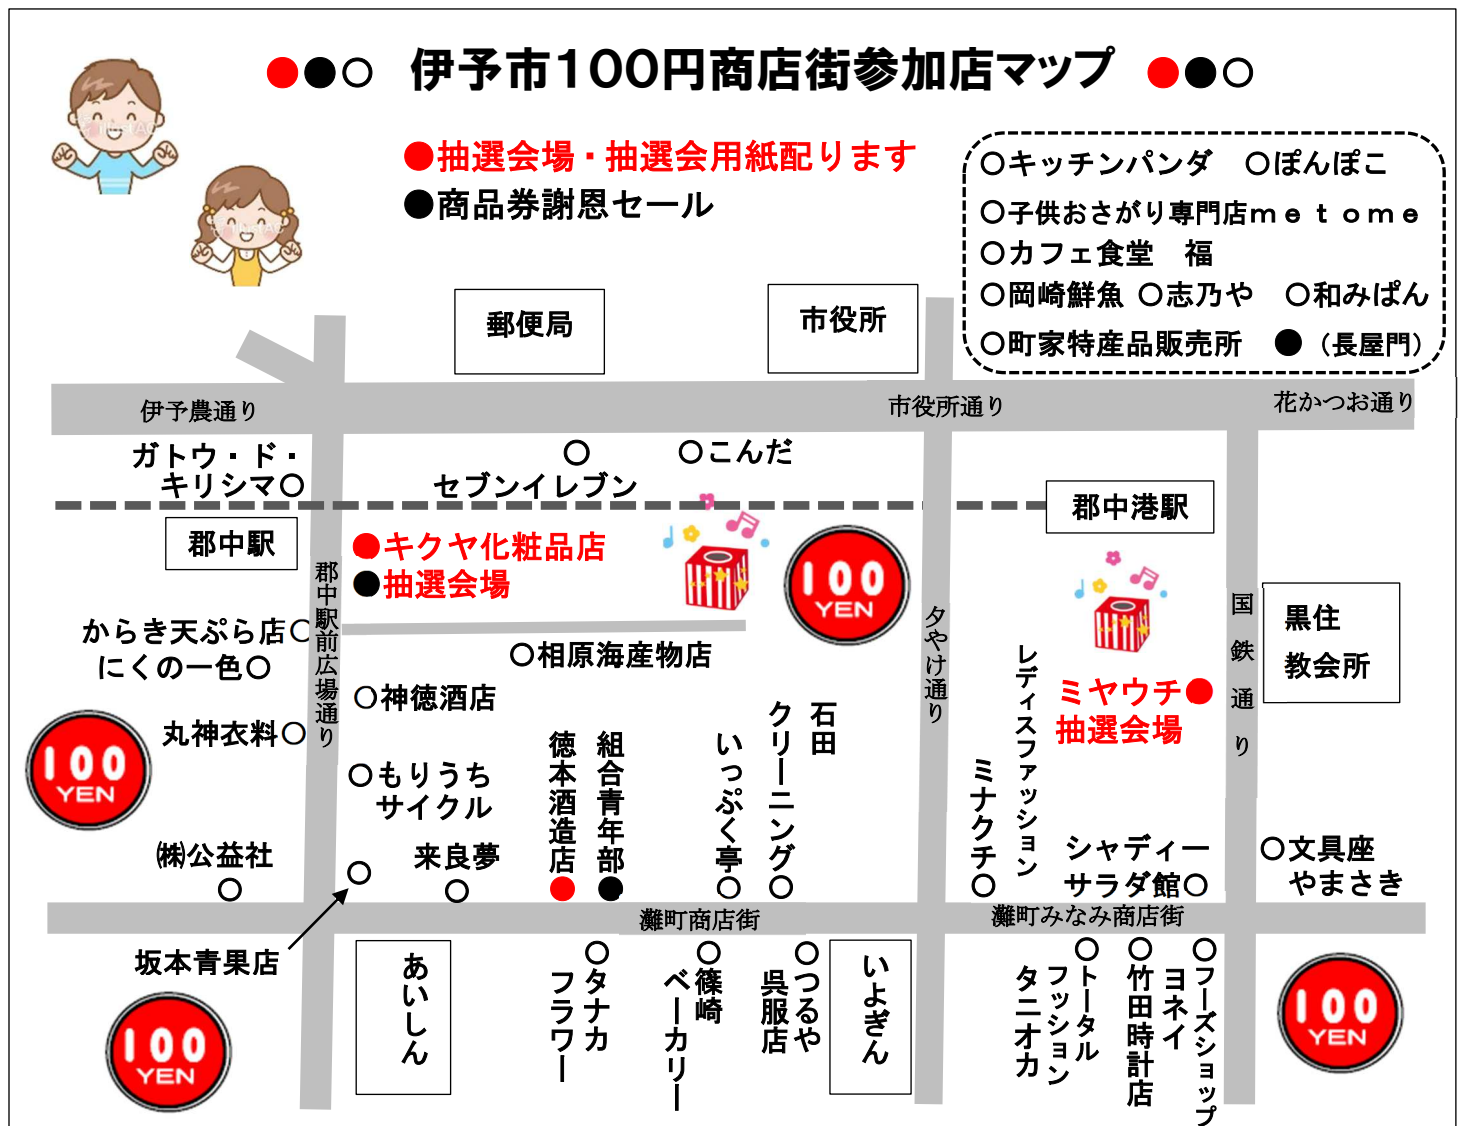 ●●○ 伊予市100円商店街参加店マップ ●●○
●抽選会場・抽選会用紙配ります
●商品券謝恩セール
○キッチンパンダ ○ぽんぽこ
○子供おさがり専門店metome
○カフェ食堂 福
○岡崎鮮魚 ○志乃や ○和みぱん
○町家特産品販売所 ●(長屋門)
郵便局
市役所
伊予農通り
市役所通り
花かつお通り
ガトウ・ド・
キリシマ○
○
セブンイレブン
○こんだ
郡中駅
郡中港駅
●キクヤ化粧品店
●抽選会場
100
YEN
郡中駅前広場通り
夕やけ通り
国鉄通り
黒住
教会所
からき天ぷら店○
にくの一色○
○相原海産物店
○神徳酒店
丸神衣料○
100
YEN
○もりうち
サイクル
徳本酒造店●
組合青年部●
いっぷく亭○
石田
クリーニング○
レディスファッション
ミナクチ○
ミヤウチ●
抽選会場
シャディー
サラダ館○
○文具座
やまさき
㈱公益社
○
○
来良夢
○
灘町商店街
灘町みなみ商店街
坂本青果店
あいしん
○タナカ
フラワー
○篠崎
ベーカリー
○つるや
呉服店
いよぎん
○トータル
フッション
タニオカ
○竹田時計店
○フーズショップ
ヨネイ
100
YEN
100
YEN